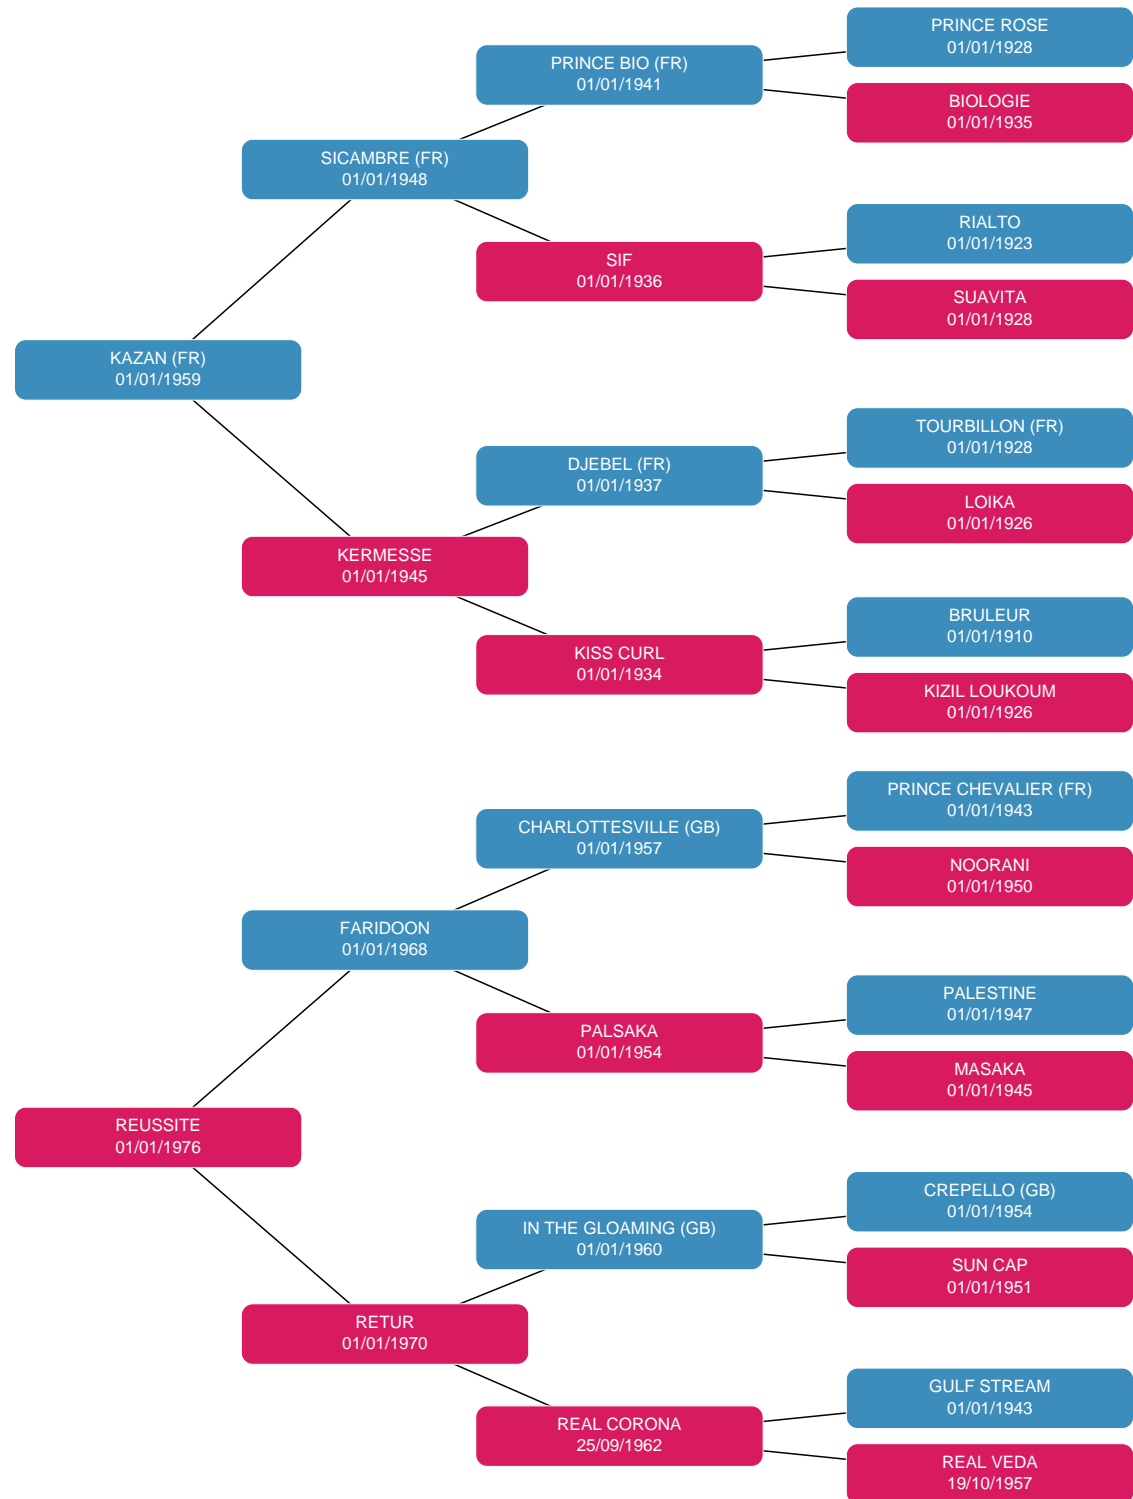 PRINCE ROSE
01/01/1928
PRINCE BIO (FR)
01/01/1941
BIOLOGIE
01/01/1935
SICAMBRE (FR)
01/01/1948
RIALTO
01/01/1923
SIF
01/01/1936
SUAVITA
01/01/1928
KAZAN (FR)
01/01/1959
TOURBILLON (FR)
01/01/1928
DJEBEL (FR)
01/01/1937
LOIKA
01/01/1926
KERMESSE
01/01/1945
BRULEUR
01/01/1910
KISS CURL
01/01/1934
KIZIL LOUKOUM
01/01/1926
PRINCE CHEVALIER (FR)
01/01/1943
CHARLOTTESVILLE (GB)
01/01/1957
NOORANI
01/01/1950
FARIDOON
01/01/1968
PALESTINE
01/01/1947
PALSAKA
01/01/1954
MASAKA
01/01/1945
REUSSITE
01/01/1976
CREPELLO (GB)
01/01/1954
IN THE GLOAMING (GB)
01/01/1960
SUN CAP
01/01/1951
RETUR
01/01/1970
GULF STREAM
01/01/1943
REAL CORONA
25/09/1962
REAL VEDA
19/10/1957